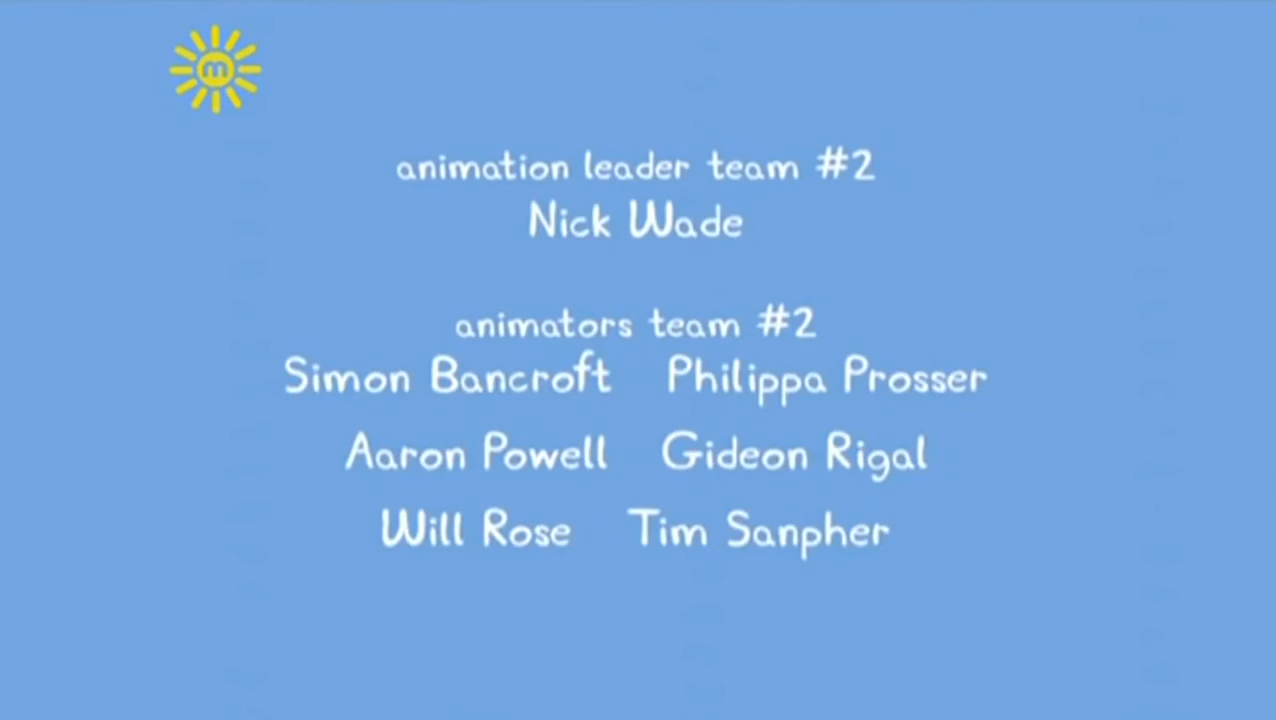 m
animation leader team #2
Nick Wade
animators team #2
Simon Bancroft Philippa Prosser
Aaron Powell Gideon Rigal
Will Rose Tim Sanpher